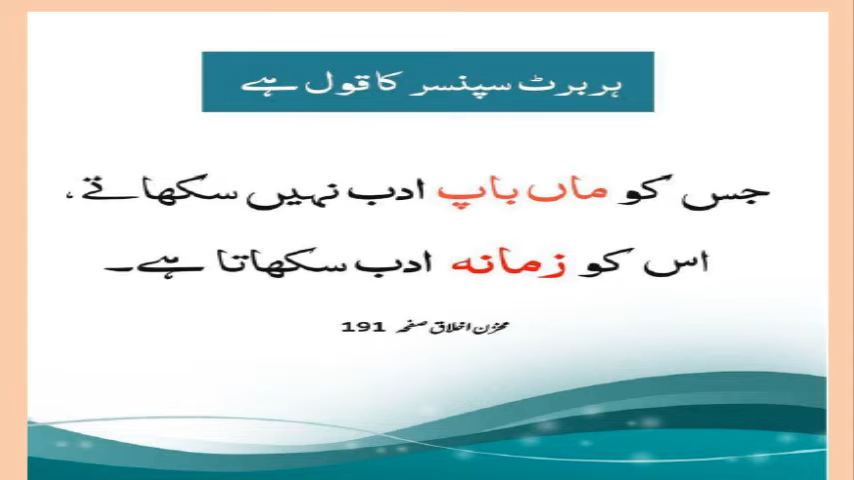 ہربرٹ سپنسر کا قول ہے
جس کو ماں باپ ادب نہیں سکھاتے،
اس کو زمانہ ادب سکھاتا ہے۔
مخزن اخلاق صفحہ 191